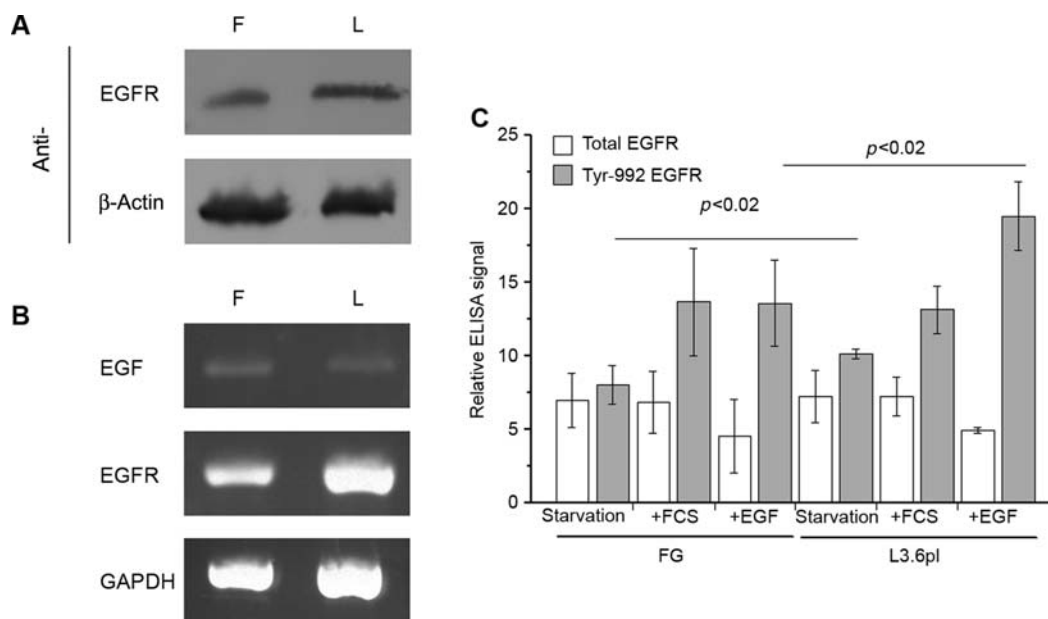 A
F L
Anti-
EGFR
β-Actin
B
F L
EGF
EGFR
GAPDH
C
25
20
15
10
5
0
Relative ELISA signal
Total EGFR
Tyr-992 EGFR
p<0.02
p<0.02
Starvation +FCS +EGF Starvation +FCS +EGF
FG L3.6pl